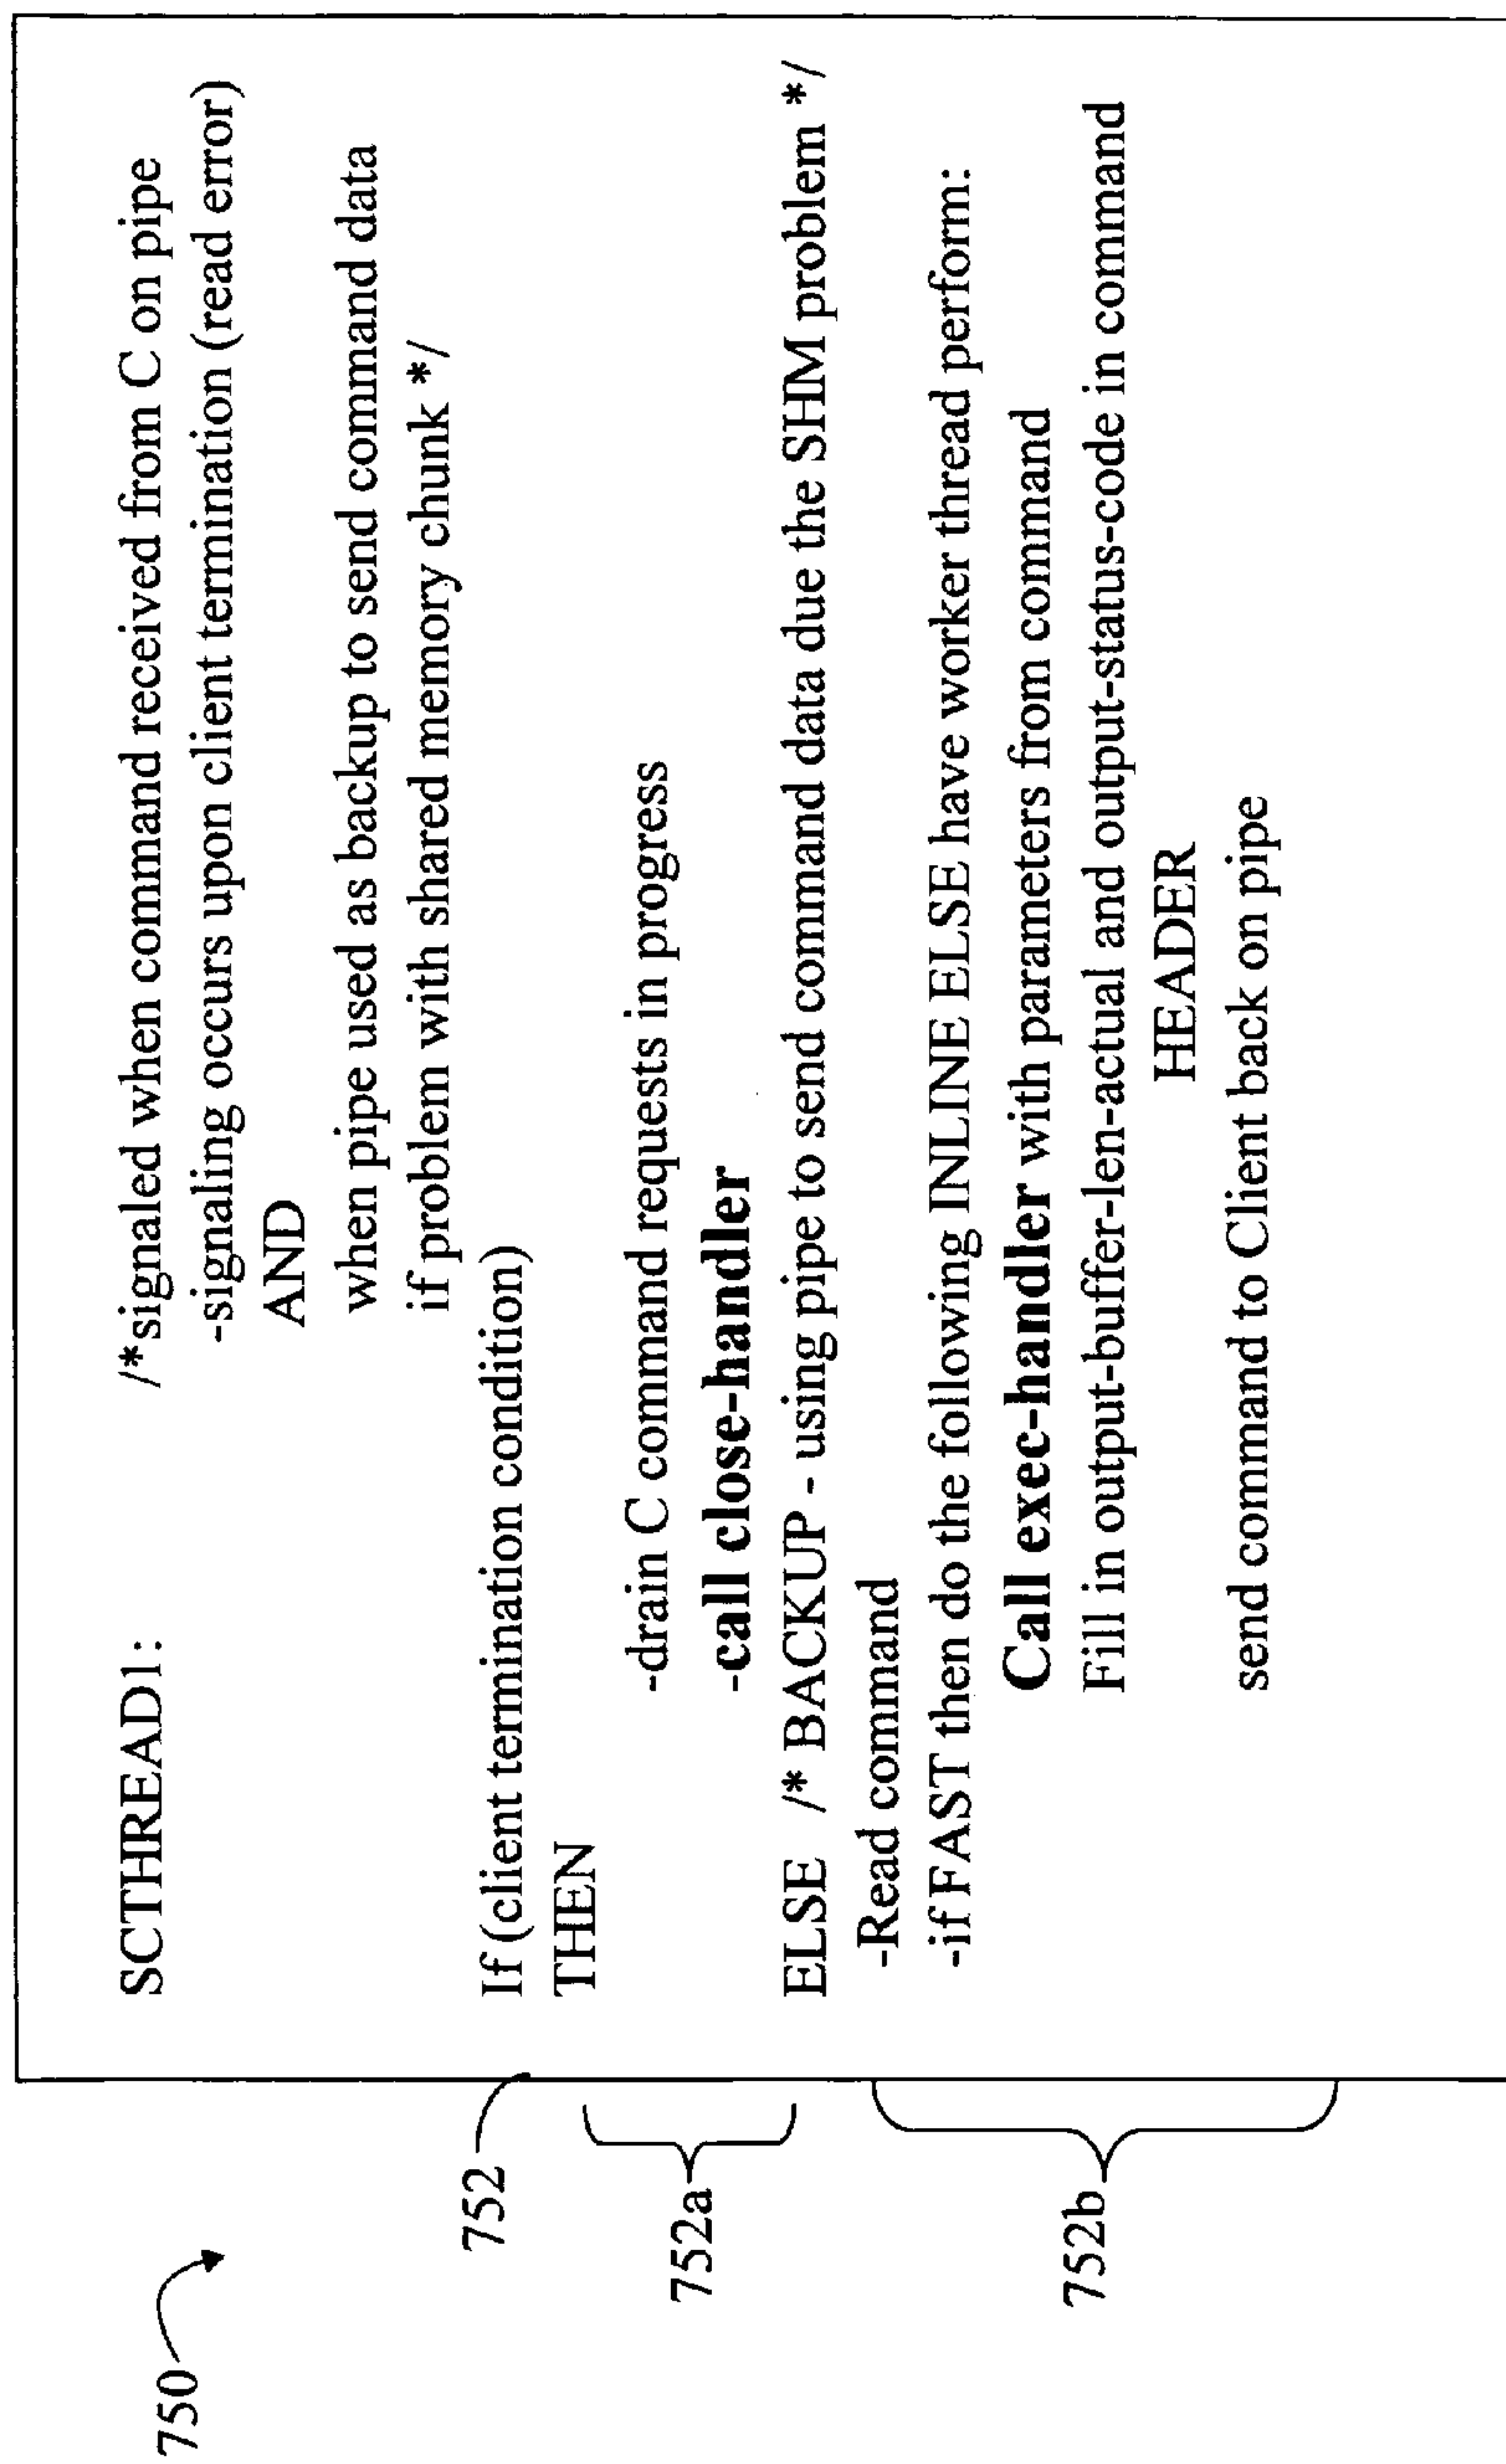 750
SCTHREAD1:
/*signaled when command received from C on pipe
-signaling occurs upon client termination (read error)
AND
when pipe used as backup to send command data
if problem with shared memory chunk */
752
If (client termination condition)
THEN
752a
-drain C command requests in progress
-call close-handler
ELSE /* BACKUP - using pipe to send command data due the SHM problem */
752b
-Read command
-if FAST then do the following INLINE ELSE have worker thread perform:
Call exec-handler with parameters from command
Fill in output-buffer-len-actual and output-status-code in command
HEADER
send command to Client back on pipe